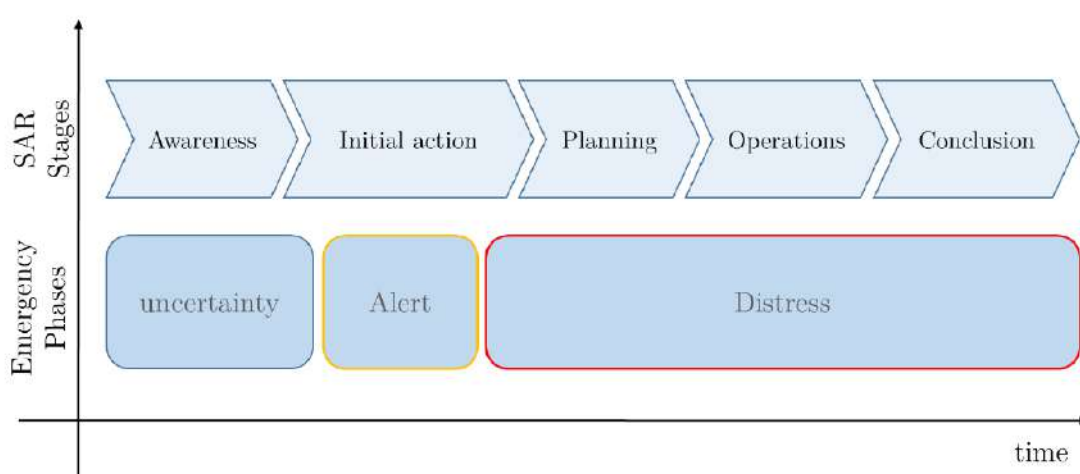 SAR
Stages
Awareness
Initial action
Planning
Operations
Conclusion
Emergency
Phases
uncertainty
Alert
Distress
time